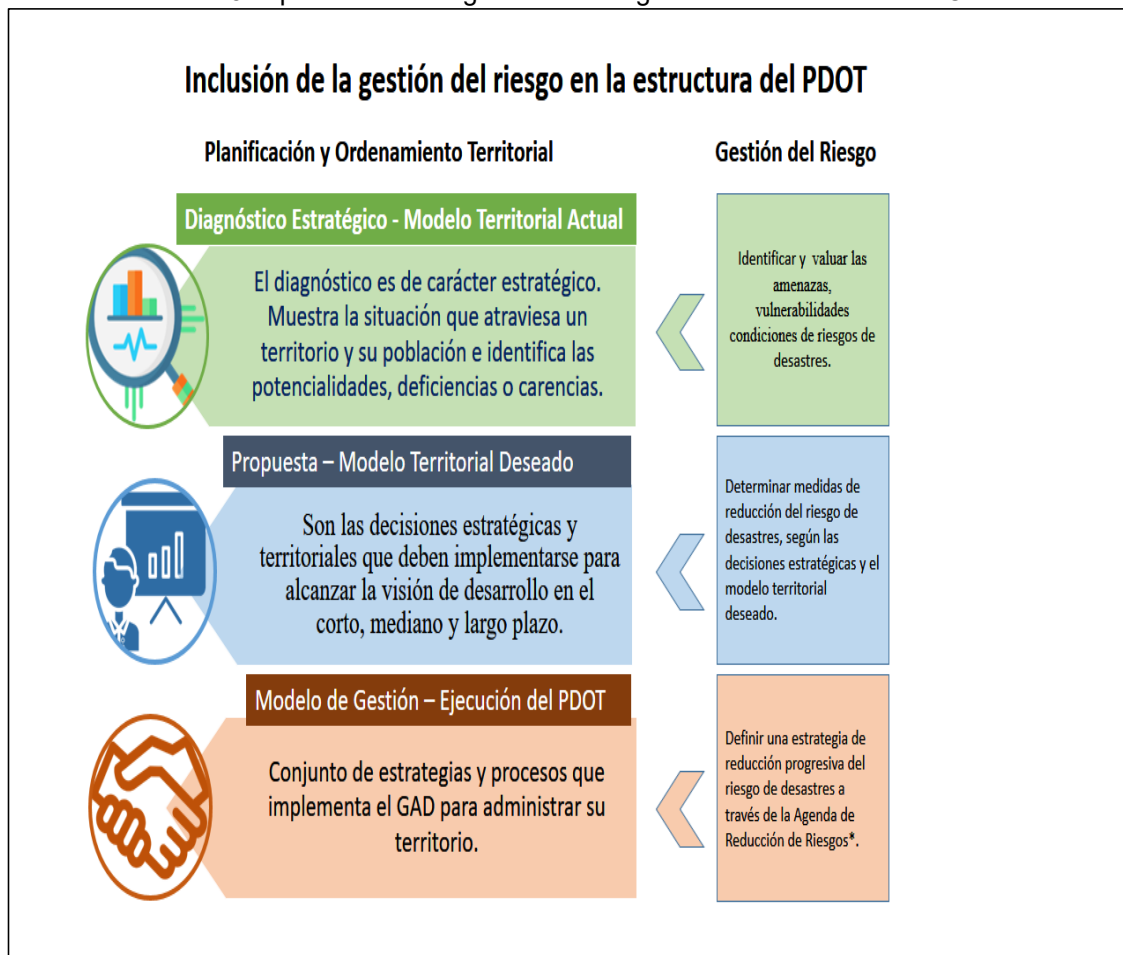 Inclusión de la gestión del riesgo en la estructura del PDOT
Planificación y Ordenamiento Territorial
Gestión del Riesgo
Diagnóstico Estratégico - Modelo Territorial Actual
El diagnóstico es de carácter estratégico.
Muestra la situación que atraviesa un
territorio y su población e identifica las
potencialidades, deficiencias o carencias.
Identificar y valuar las
amenazas,
vulnerabilidades
condiciones de riesgos de
desastres.
Propuesta – Modelo Territorial Deseado
Son las decisiones estratégicas y
territoriales que deben implementarse para
alcanzar la visión de desarrollo en el
corto, mediano y largo plazo.
Determinar medidas de
reducción del riesgo de
desastres, según las
decisiones estratégicas y el
modelo territorial
deseado.
Modelo de Gestión – Ejecución del PDOT
Conjunto de estrategias y procesos que
implementa el GAD para administrar su
territorio.
Definir una estrategia de
reducción progresiva del
riesgo de desastres a
través de la Agenda de
Reducción de Riesgos*.